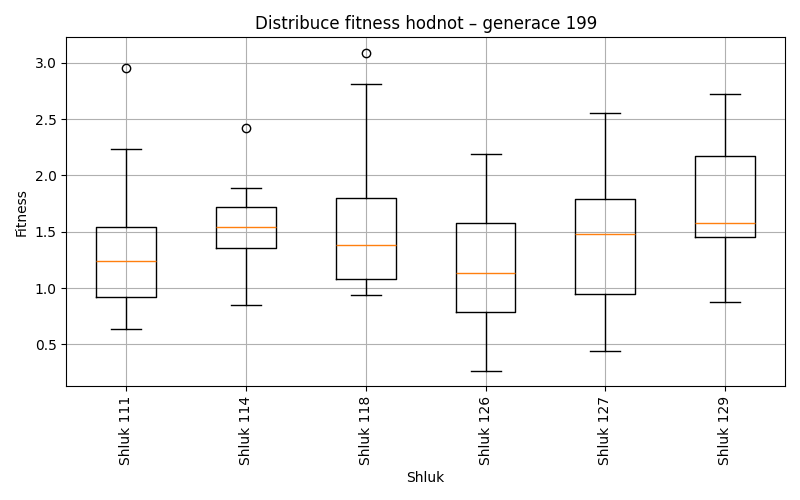 Distribuce fitness hodnot – generace 199
Fitness
3.0
2.5
2.0
1.5
1.0
0.5
Shluk 111
Shluk 114
Shluk 118
Shluk 126
Shluk 127
Shluk 129
Shluk